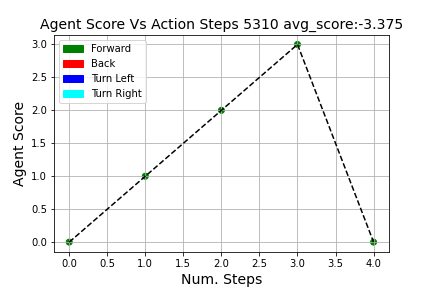 Agent Score Vs Action Steps 5310 avg_score:-3.375
Forward
Back
Turn Left
Turn Right
3.0
2.5
2.0
1.5
1.0
0.5
0.0
Agent Score
0.0 0.5 1.0 1.5 2.0 2.5 3.0 3.5 4.0
Num. Steps